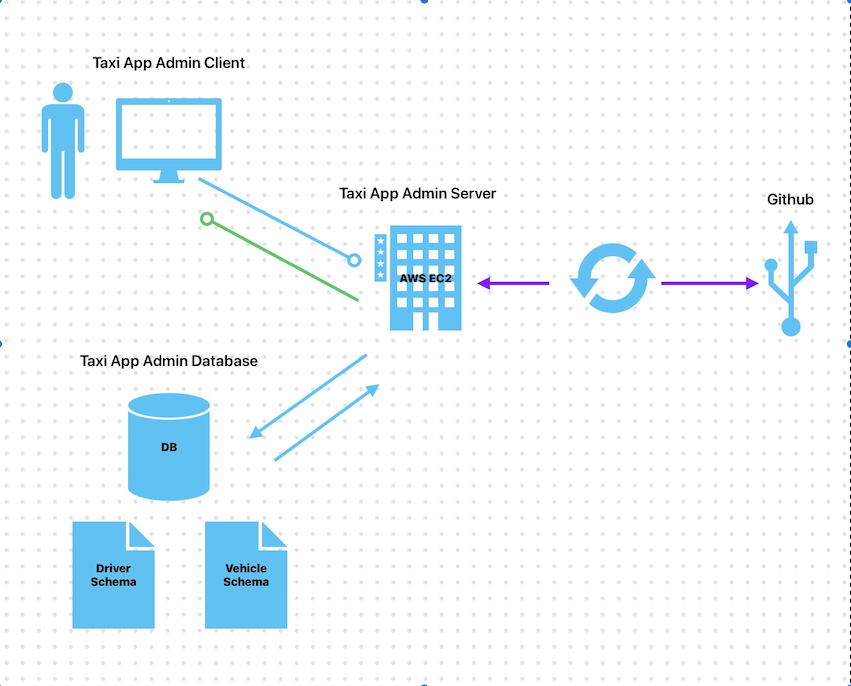 Taxi App Admin Client
Taxi App Admin Server
Github
AWS EC2
Taxi App Admin Database
DB
Driver
Schema
Vehicle
Schema